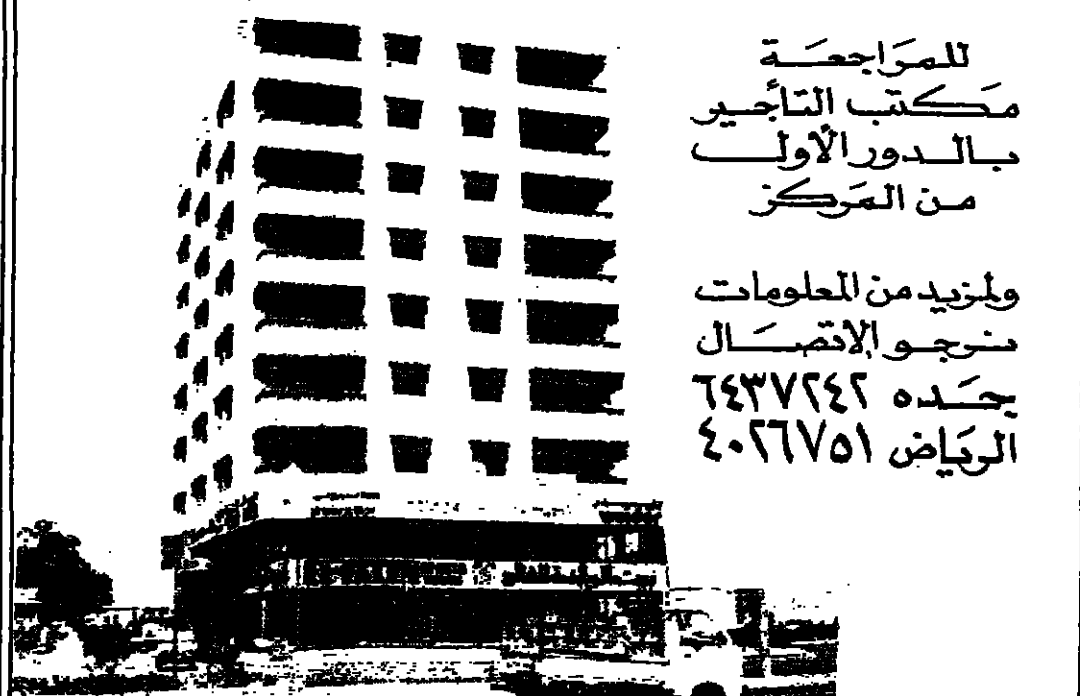 للمراجعة
مكتب التأجير
بالدور الأول
من المركز
ولمزيد من المعلومات
نرجو الاتصال
جده ٦٤٣٧٢٤٢
الرياض ٤٠٢٦٧٥١